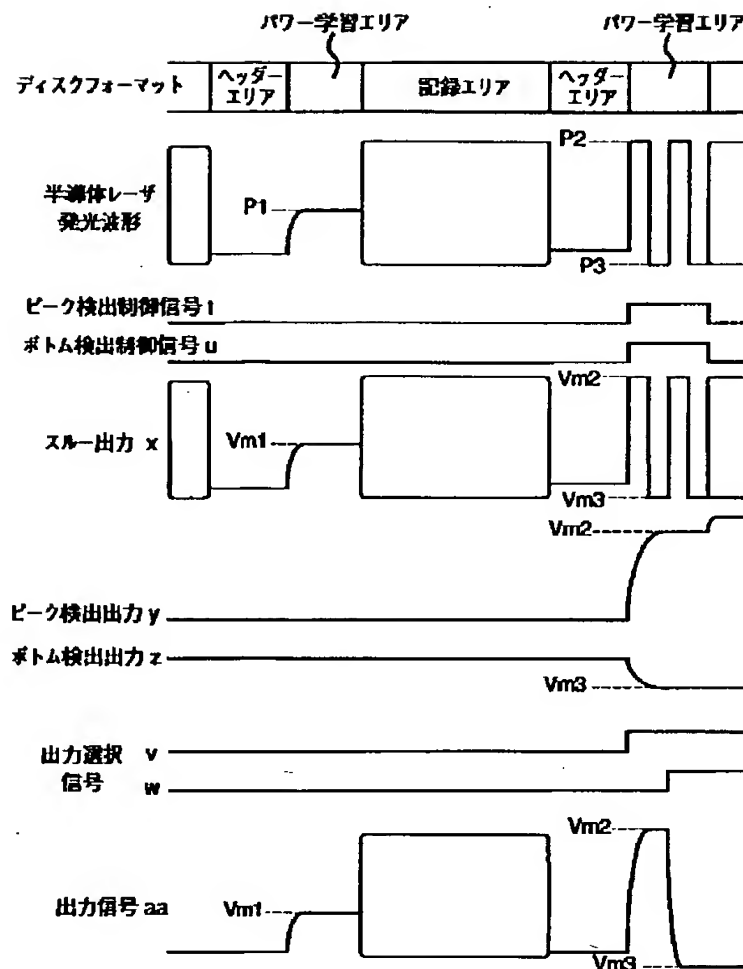 パワー学習エリア パワー学習エリア
ディスクフォーマット ヘッダー エリア 記録エリア ヘッダー エリア
P2
半導体レーザ
発光波形
P1
P3
ピーク検出制御信号 t
ボトム検出制御信号 u
Vm2
スルー出力 x
Vm1
Vm3
Vm2
ピーク検出出力 y
ボトム検出出力 z
Vm3
出力選択
信号
v
w
Vm2
出力信号 aa
Vm1
Vm3